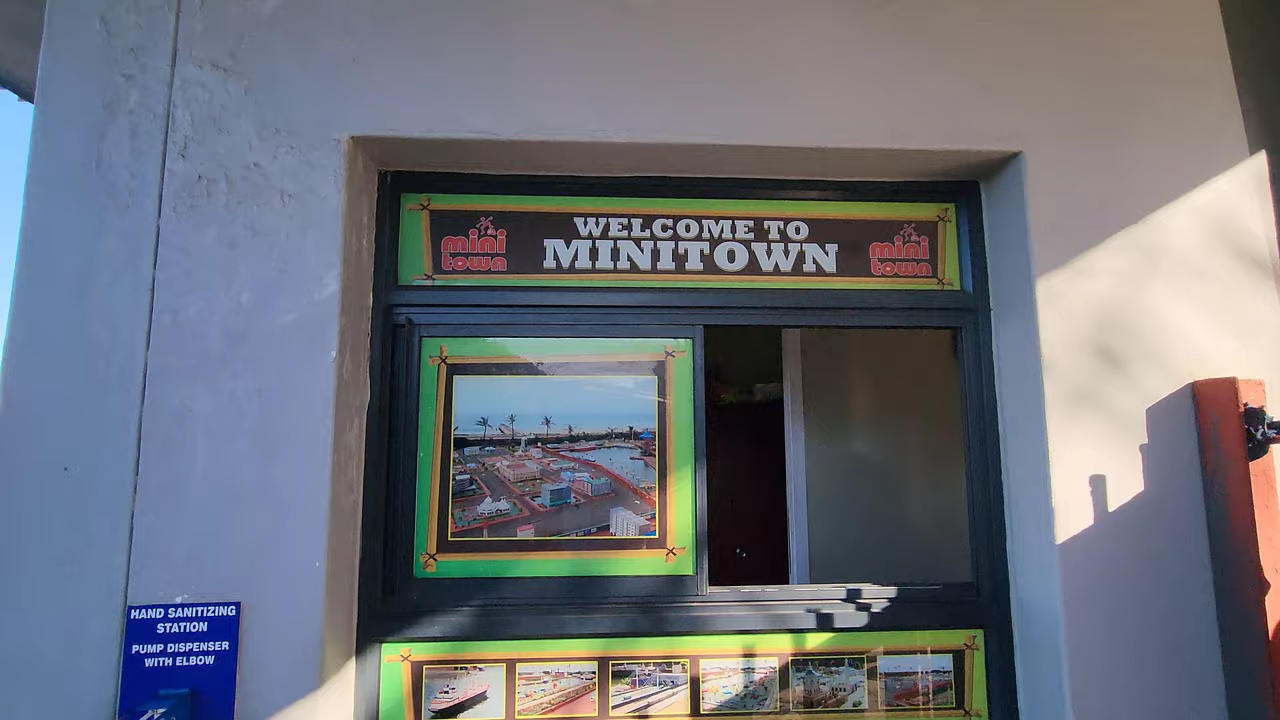 WELCOME TO
MINITOWN
mini
town
mini
town
HAND SANITIZING
STATION
PUMP DISPENSER
WITH ELBOW